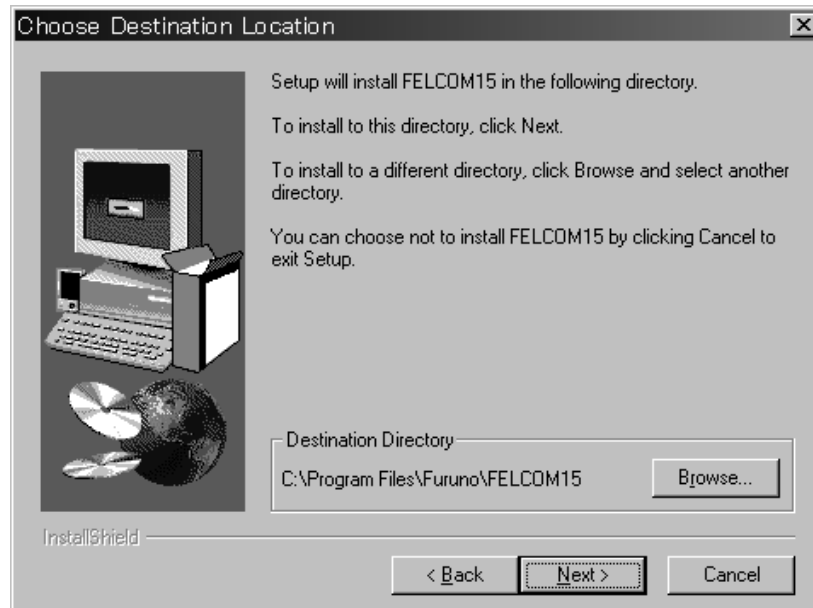 Choose Destination Location
Setup will install FELCOM15 in the following directory.
To install to this directory, click Next.
To install to a different directory, click Browse and select another
directory.
You can choose not to install FELCOM15 by clicking Cancel to
exit Setup.
Destination Directory
C:\Program Files\Furuno\FELCOM15
Browse...
InstallShield
< Back
Next >
Cancel